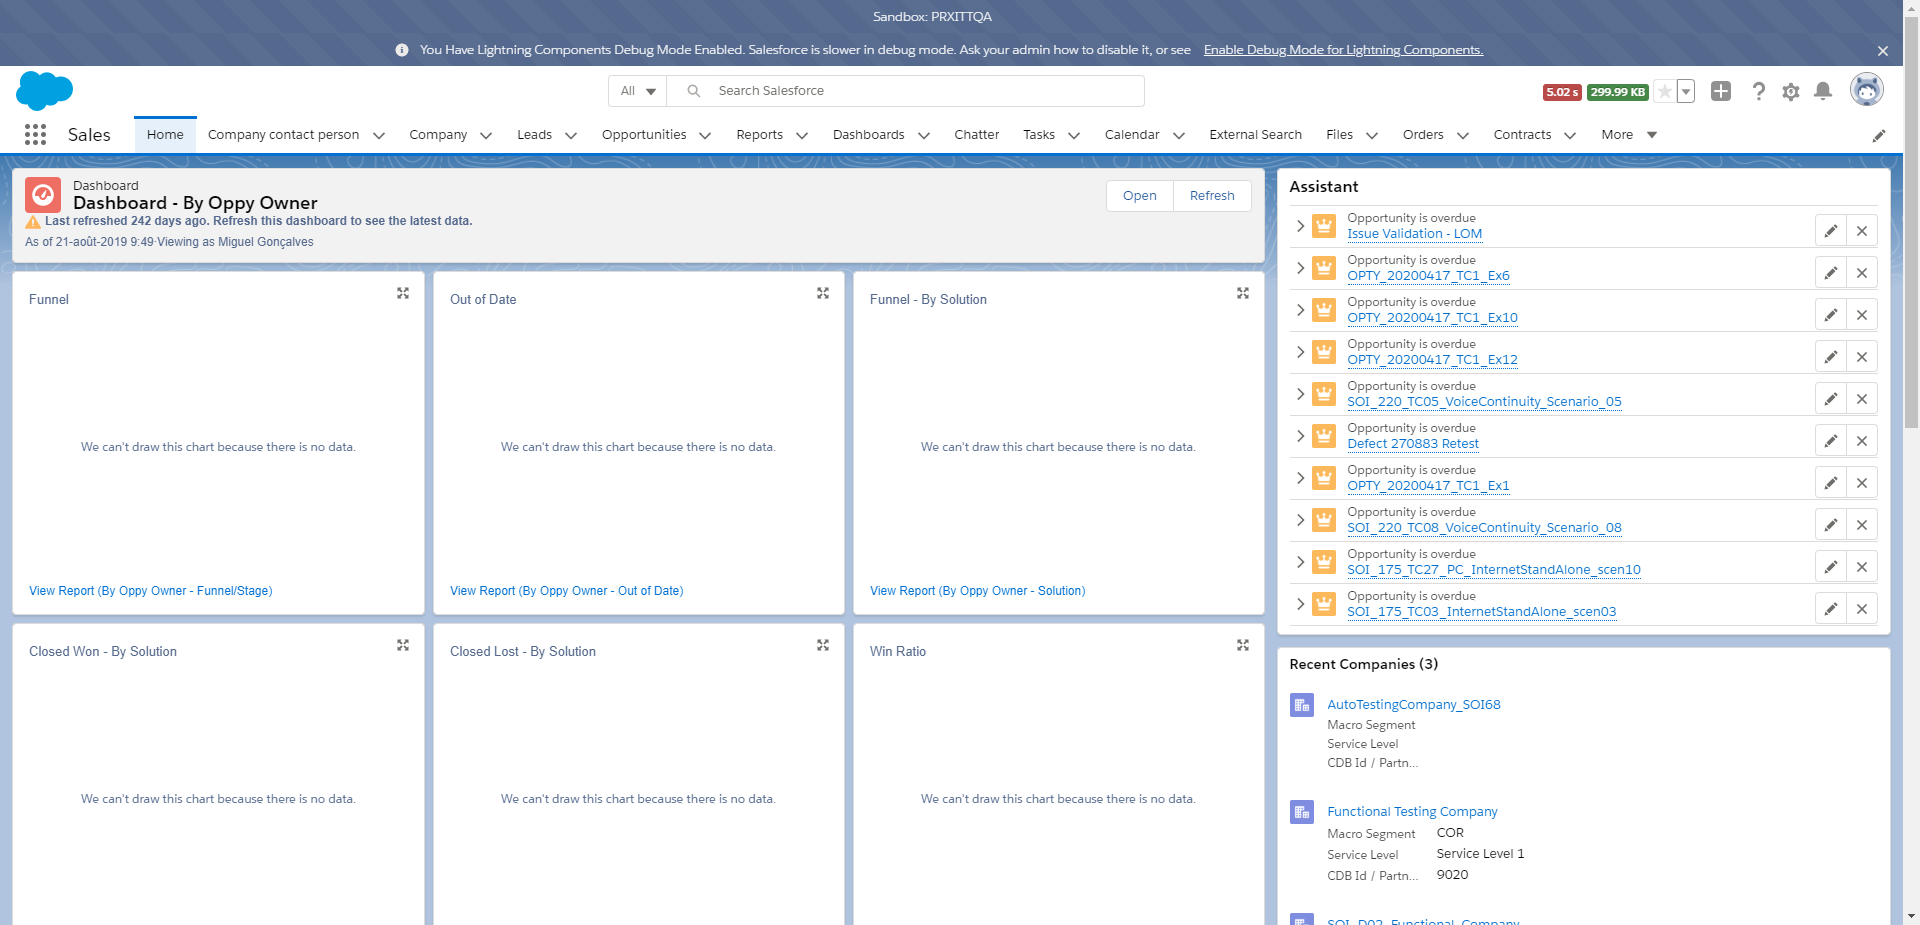 Sandbox: PRXITTQA
You Have Lightning Components Debug Mode Enabled. Salesforce is slower in debug mode. Ask your admin how to disable it, or see Enable Debug Mode for Lightning Components.
All
Search Salesforce
5.02 s
299.99 KB
Sales
Home
Company contact person
Company
Leads
Opportunities
Reports
Dashboards
Chatter
Tasks
Calendar
External Search
Files
Orders
Contracts
More
Dashboard
Dashboard - By Oppy Owner
Last refreshed 242 days ago. Refresh this dashboard to see the latest data.
As of 21-août-2019 9:49·Viewing as Miguel Gonçalves
Open
Refresh
Funnel
We can't draw this chart because there is no data.
View Report (By Oppy Owner - Funnel/Stage)
Out of Date
We can't draw this chart because there is no data.
View Report (By Oppy Owner - Out of Date)
Funnel - By Solution
We can't draw this chart because there is no data.
View Report (By Oppy Owner - Solution)
Closed Won - By Solution
We can't draw this chart because there is no data.
Closed Lost - By Solution
We can't draw this chart because there is no data.
Win Ratio
We can't draw this chart because there is no data.
Assistant
Opportunity is overdue
Issue Validation - LOM
Opportunity is overdue
OPTY_20200417_TC1_Ex6
Opportunity is overdue
OPTY_20200417_TC1_Ex10
Opportunity is overdue
OPTY_20200417_TC1_Ex12
Opportunity is overdue
SOI_220_TC05_VoiceContinuity_Scenario_05
Opportunity is overdue
Defect 270883 Retest
Opportunity is overdue
OPTY_20200417_TC1_Ex1
Opportunity is overdue
SOI_220_TC08_VoiceContinuity_Scenario_08
Opportunity is overdue
SOI_175_TC27_PC_InternetStandAlone_scen10
Opportunity is overdue
SOI_175_TC03_InternetStandAlone_scen03
Recent Companies (3)
AutoTestingCompany_SOI68
Macro Segment
Service Level
CDB Id / Partn...
Functional Testing Company
Macro Segment COR
Service Level Service Level 1
CDB Id / Partn... 9020
SOI_D02_Functional_Company